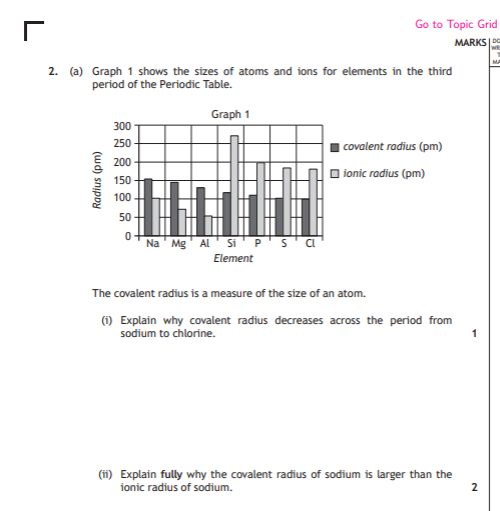 Go to Topic Grid
MARKS
DO
WRI
T
MA
2. (a) Graph 1 shows the sizes of atoms and ions for elements in the third
period of the Periodic Table.
Graph 1
300
250
200
150
100
50
0
Radius (pm)
Na Mg Al Si P S Cl
Element
covalent radius (pm)
ionic radius (pm)
The covalent radius is a measure of the size of an atom.
(i) Explain why covalent radius decreases across the period from
sodium to chlorine. 1
(ii) Explain fully why the covalent radius of sodium is larger than the
ionic radius of sodium. 2